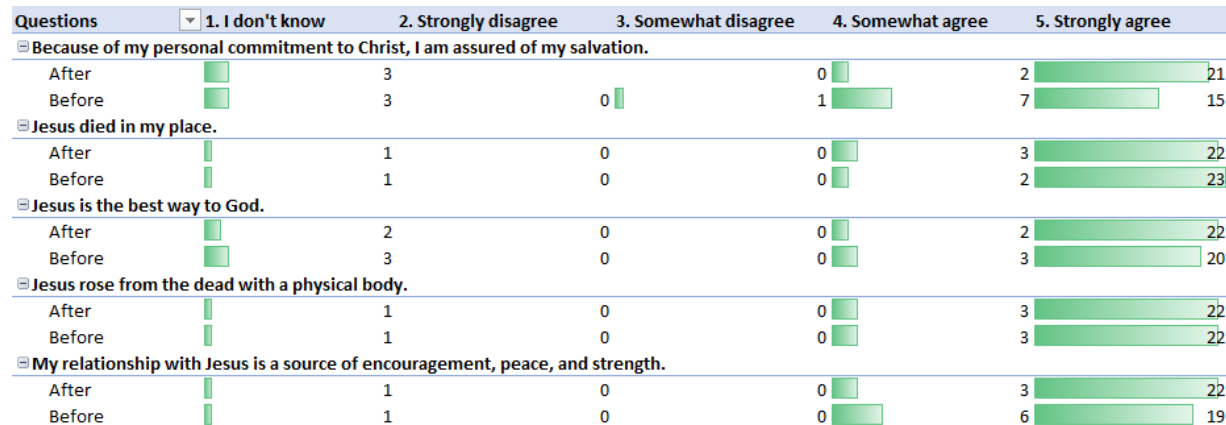 Questions 1. I don't know 2. Strongly disagree 3. Somewhat disagree 4. Somewhat agree 5. Strongly agree
Because of my personal commitment to Christ, I am assured of my salvation.
After 3 0 2 21
Before 3 0 1 7 15
Jesus died in my place.
After 1 0 0 3 22
Before 1 0 0 2 23
Jesus is the best way to God.
After 2 0 0 2 22
Before 3 0 0 3 20
Jesus rose from the dead with a physical body.
After 1 0 0 3 22
Before 1 0 0 3 22
My relationship with Jesus is a source of encouragement, peace, and strength.
After 1 0 0 3 22
Before 1 0 0 6 19